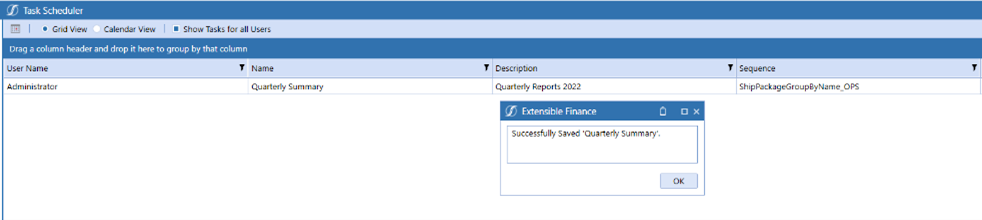 Task Scheduler
Grid View Calendar View Show Tasks for all Users
Drag a column header and drop it here to group by that column
User Name Name Description Sequence
Administrator Quarterly Summary Quarterly Reports 2022 ShipPackageGroupByName_OPS
Extensible Finance
Successfully Saved 'Quarterly Summary'.
OK